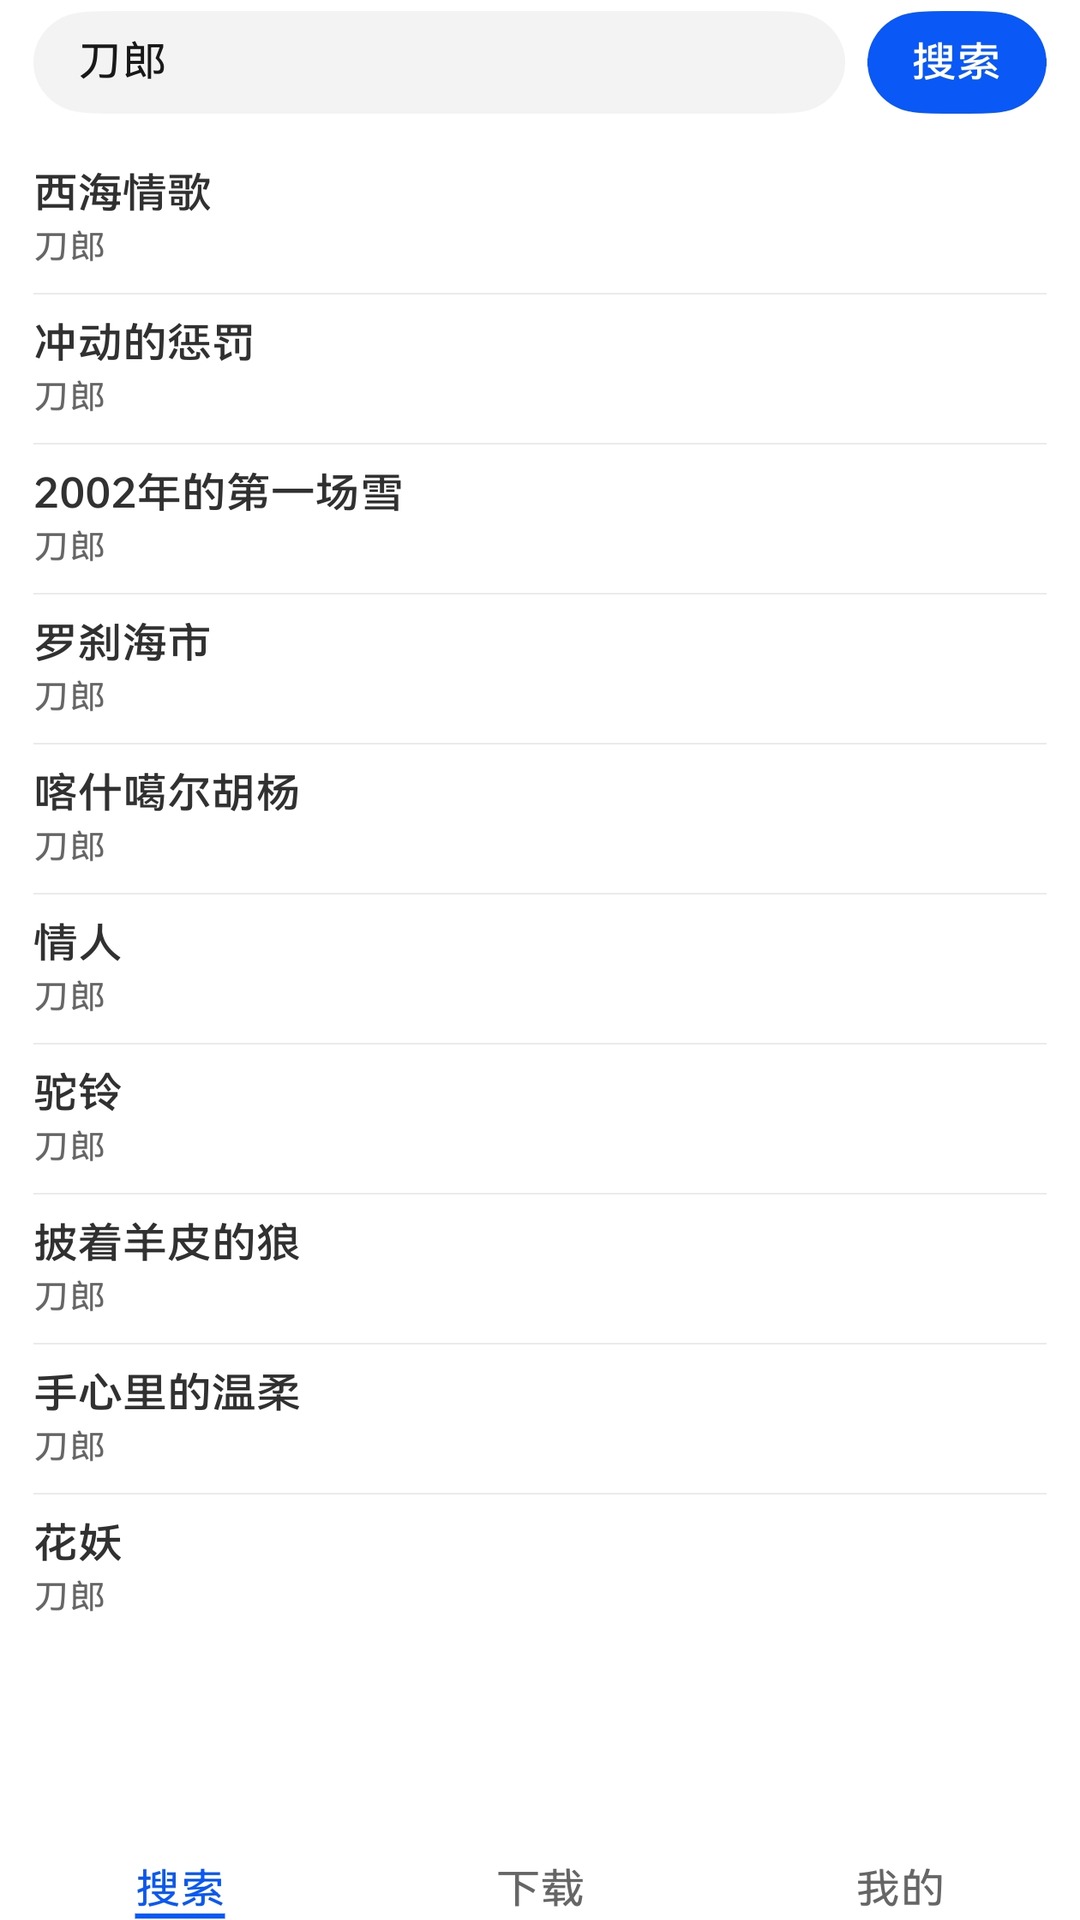 刀郎
搜索
西海情歌
刀郎
冲动的惩罚
刀郎
2002年的第一场雪
刀郎
罗刹海市
刀郎
喀什噶尔胡杨
刀郎
情人
刀郎
驼铃
刀郎
披着羊皮的狼
刀郎
手心里的温柔
刀郎
花妖
刀郎
搜索
下载
我的